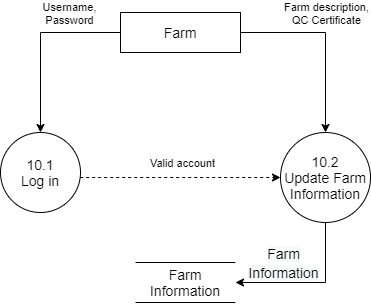 Username,
Password
Farm
Farm description,
QC Certificate
10.1
Log in
Valid account
10.2
Update Farm
Information
Farm
Information
Farm
Information